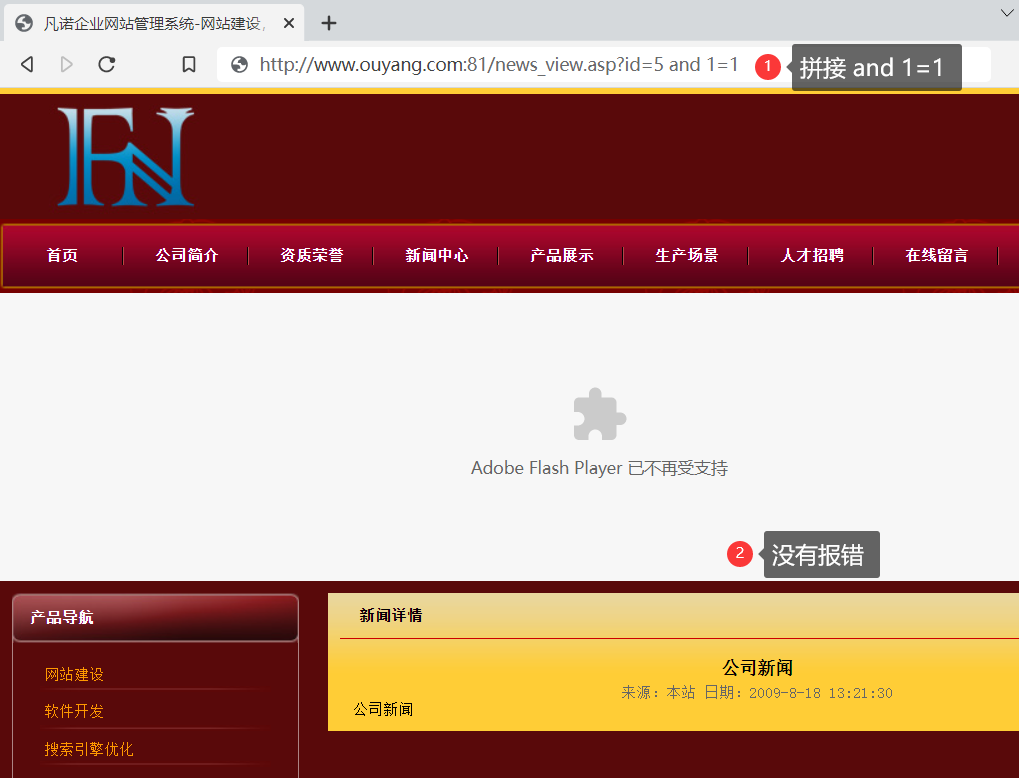 凡诺企业网站管理系统-网站建设,
http://www.ouyang.com:81/news_view.asp?id=5 and 1=1
1 拼接 and 1=1
FN
首页 公司简介 资质荣誉 新闻中心 产品展示 生产场景 人才招聘 在线留言
Adobe Flash Player 已不再受支持
2 没有报错
产品导航
网站建设
软件开发
搜索引擎优化
新闻详情
公司新闻
来源：本站 日期：2009-8-18 13:21:30
公司新闻